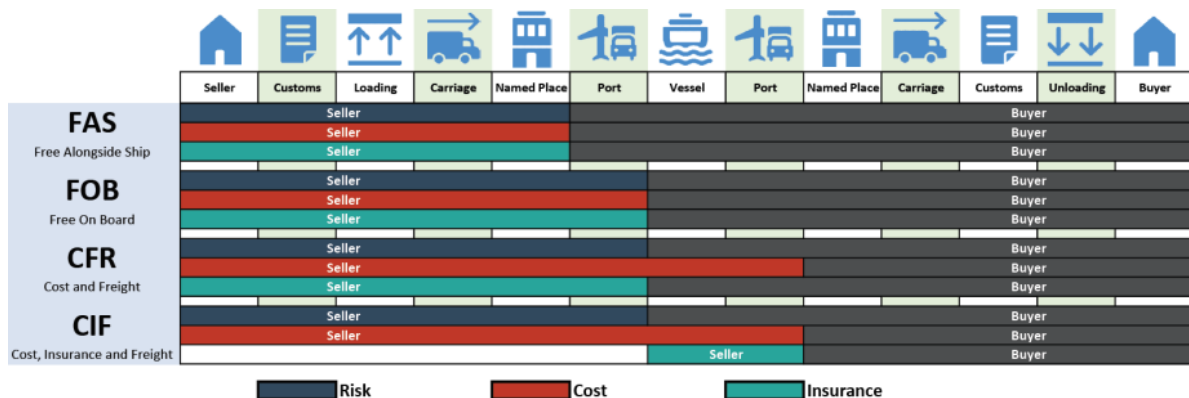 Seller Customs Loading Carriage Named Place Port Vessel Port Named Place Carriage Customs Unloading Buyer
FAS
Free Alongside Ship
Seller Buyer
Seller Buyer
Seller Buyer
FOB
Free On Board
Seller Buyer
Seller Buyer
Seller Buyer
CFR
Cost and Freight
Seller Buyer
Seller Buyer
Seller Buyer
CIF
Cost, Insurance and Freight
Seller Buyer
Seller Buyer
Seller Buyer
Risk Cost Insurance